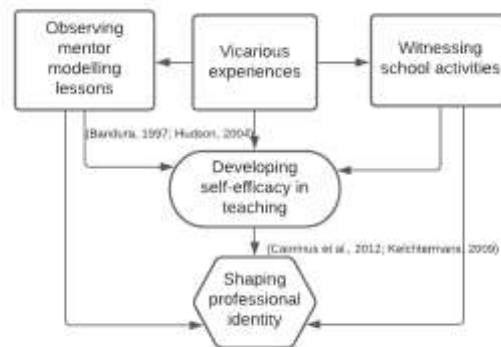 Observing
mentor
modelling
lessons
Vicarious
experiences
Witnessing
school activities
(Bandura, 1997; Hudson, 2004)
Developing
self-efficacy in
teaching
et al., 2012; Kelchtermans, 2009)
Shaping
professional
identity